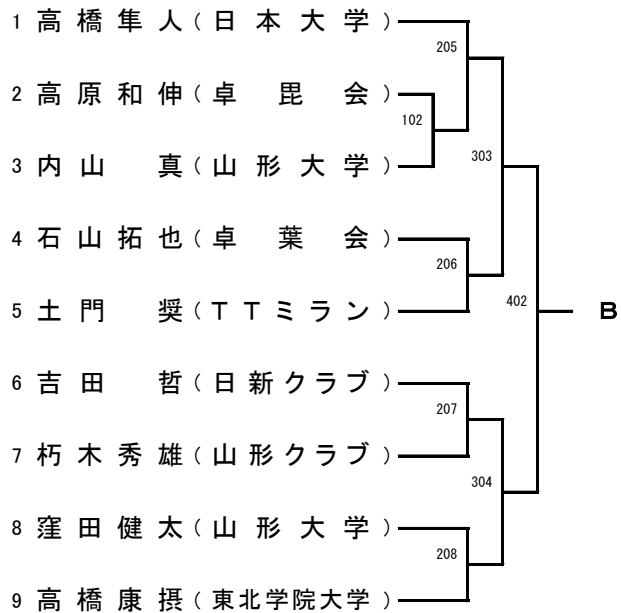 1 高橋隼人(日本大学)
205
2 高原和伸(卓毘会)
102
3 内山真(山形大学)
303
4 石山拓也(卓葉会)
206
5 土門奨(TTミラン)
402
B
6 吉田哲(日新クラブ)
207
7 朽木秀雄(山形クラブ)
304
8 窪田健太(山形大学)
208
9 高橋康摂(東北学院大学)